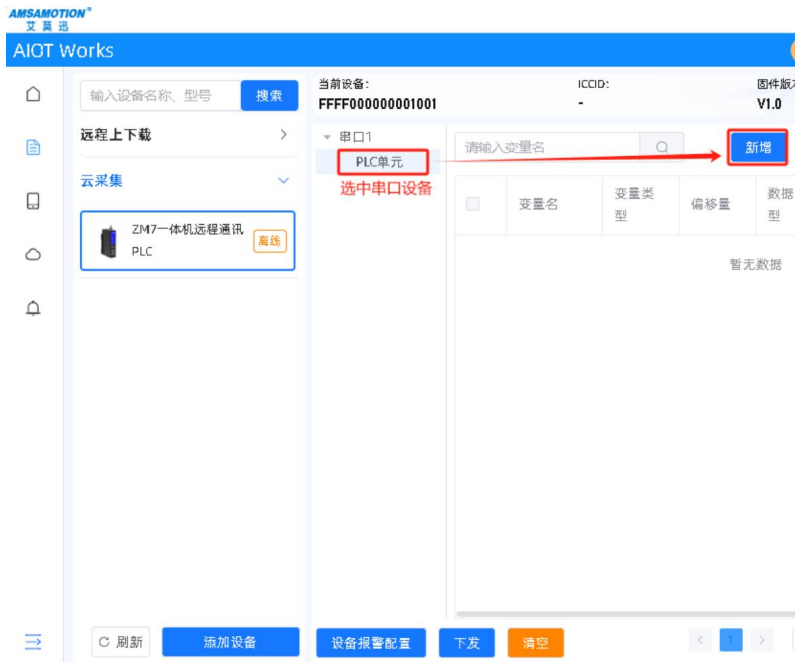 AMSAMOTION®
艾莫迅
AIOT Works
输入设备名称、型号
搜索
远程上下载
云采集
ZM7一体机远程通讯
PLC
离线
当前设备:
FFFF000000001001
ICCID:
-
固件版
V1.0
串口1
PLC单元
选中串口设备
请输入变量名
新增
变量名
变量类
型
偏移量
数据
型
暂无数据
刷新
添加设备
设备报警配置
下发
清空
1